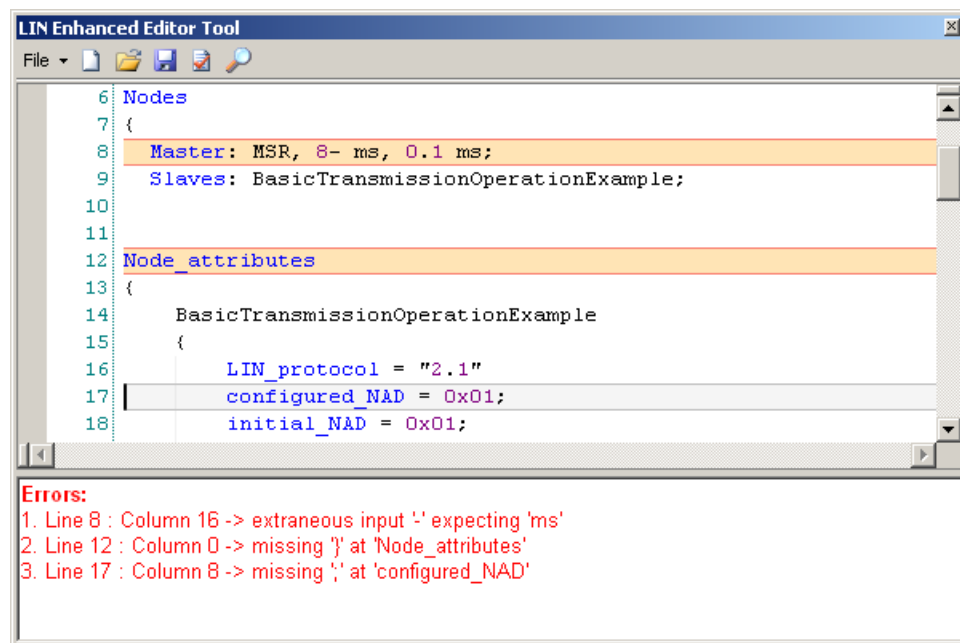 LIN Enhanced Editor Tool
File
6 Nodes
7 {
8 Master: MSR, 8- ms, 0.1 ms;
9 Slaves: BasicTransmissionOperationExample;
10
11
12 Node_attributes
13 {
14 BasicTransmissionOperationExample
15 {
16 LIN_protocol = "2.1"
17 configured_NAD = 0x01;
18 initial_NAD = 0x01;
Errors:
1. Line 8 : Column 16 -> extraneous input '-' expecting 'ms'
2. Line 12 : Column 0 -> missing '}' at 'Node_attributes'
3. Line 17 : Column 8 -> missing ';' at 'configured_NAD'